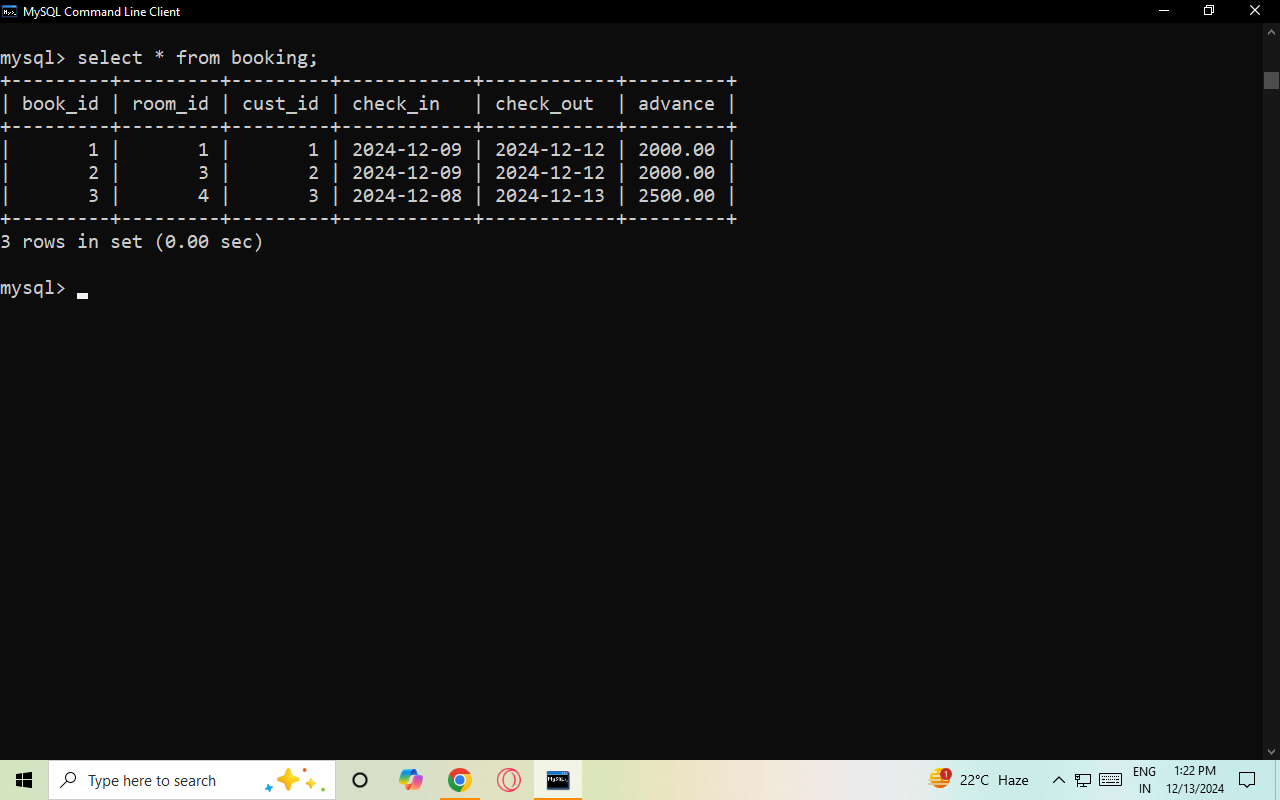 MySQL Command Line Client
mysql> select * from booking;
+---------+---------+---------+------------+------------+---------+
| book_id | room_id | cust_id | check_in   | check_out  | advance |
+---------+---------+---------+------------+------------+---------+
|       1 |       1 |       1 | 2024-12-09 | 2024-12-12 | 2000.00 |
|       2 |       3 |       2 | 2024-12-09 | 2024-12-12 | 2000.00 |
|       3 |       4 |       3 | 2024-12-08 | 2024-12-13 | 2500.00 |
+---------+---------+---------+------------+------------+---------+
3 rows in set (0.00 sec)
mysql>
Type here to search
1
22°C Haze
ENG
IN
1:22 PM
12/13/2024